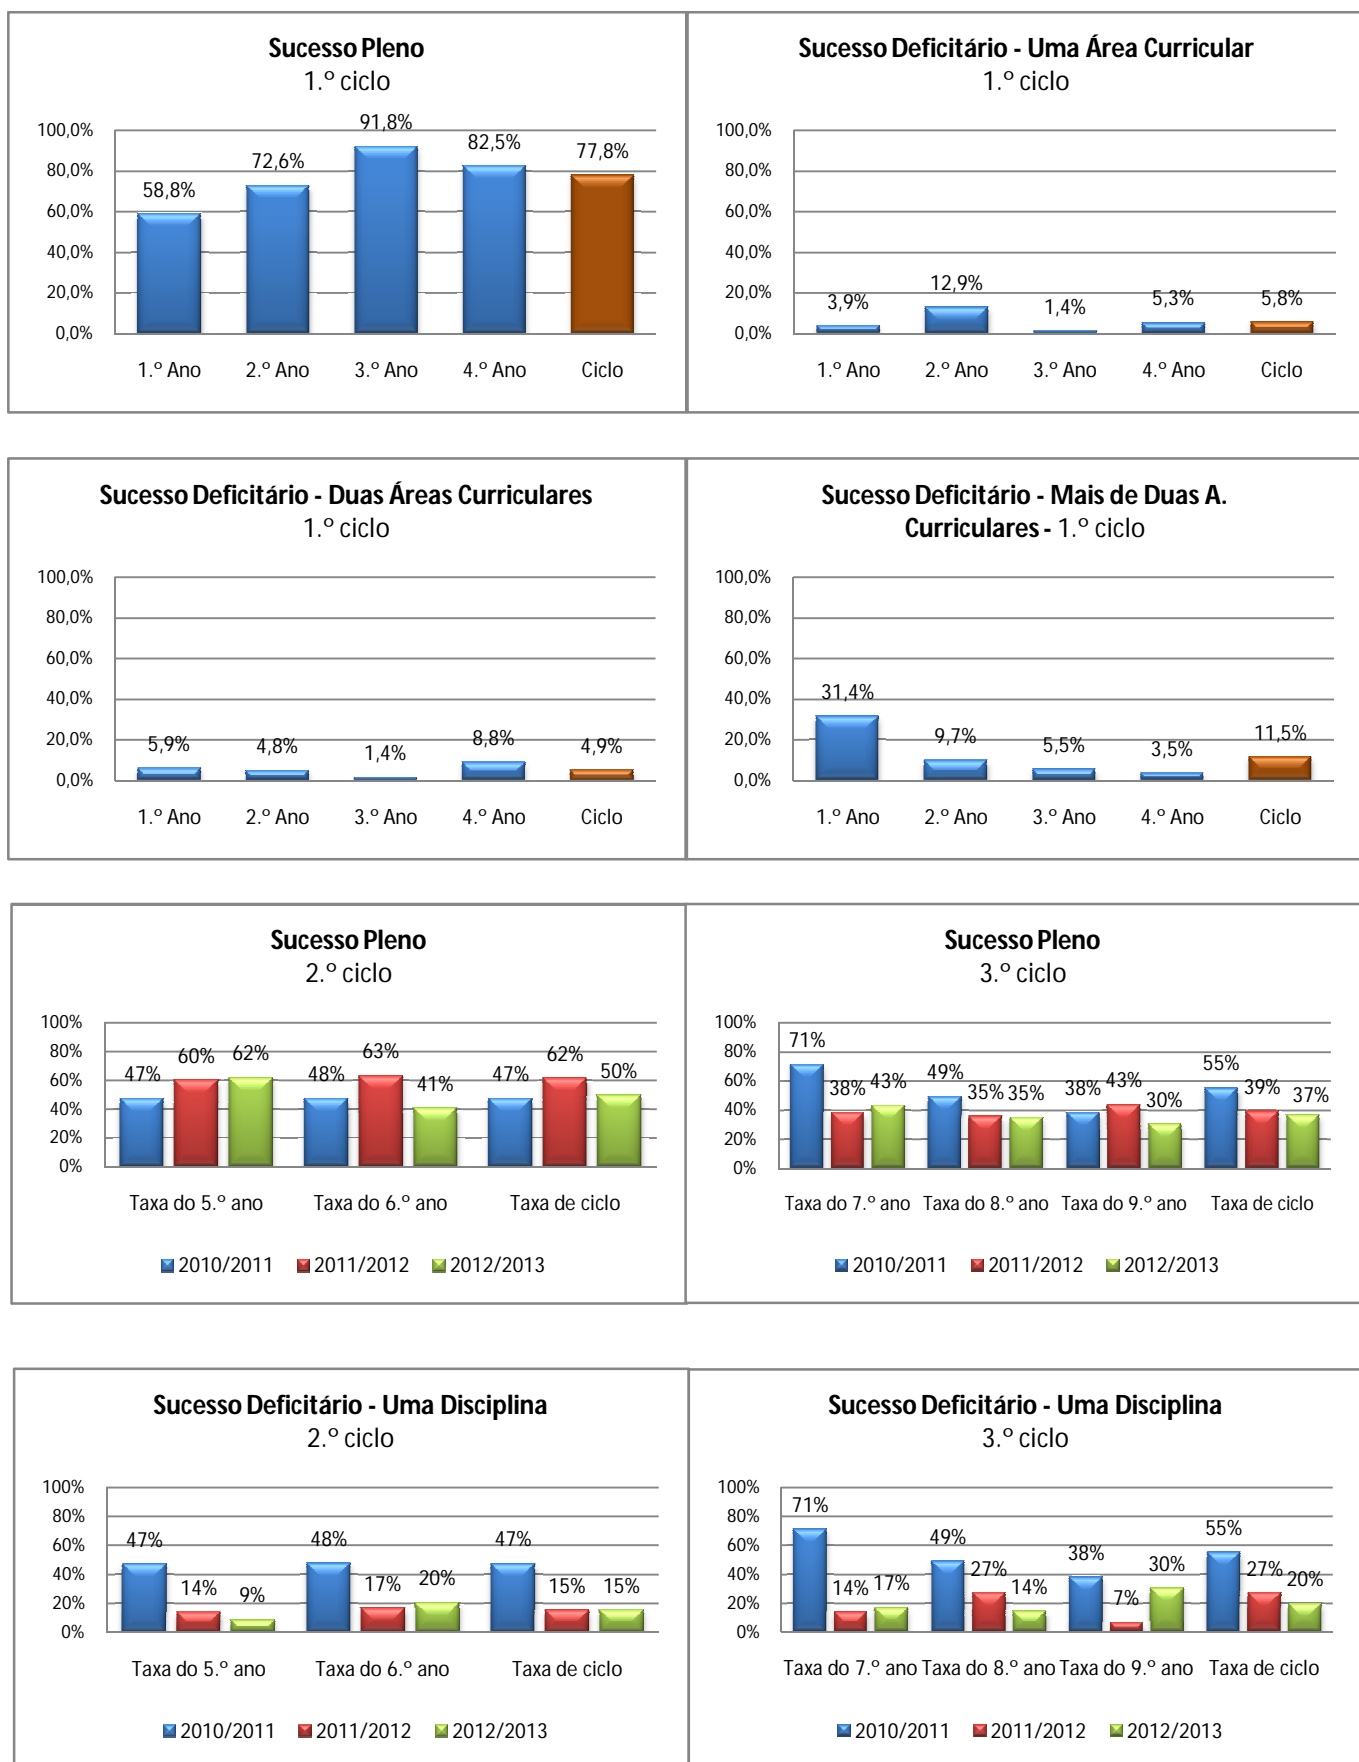 Sucesso Pleno
1.º ciclo
100,0%
80,0%
60,0%
40,0%
20,0%
0,0%
58,8%
72,6%
91,8%
82,5%
77,8%
1.º Ano 2.º Ano 3.º Ano 4.º Ano Ciclo
Sucesso Deficitário - Uma Área Curricular
1.º ciclo
100,0%
80,0%
60,0%
40,0%
20,0%
0,0%
3,9%
12,9%
1,4%
5,3%
5,8%
1.º Ano 2.º Ano 3.º Ano 4.º Ano Ciclo
Sucesso Deficitário - Duas Áreas Curriculares
1.º ciclo
100,0%
80,0%
60,0%
40,0%
20,0%
0,0%
5,9%
4,8%
1,4%
8,8%
4,9%
1.º Ano 2.º Ano 3.º Ano 4.º Ano Ciclo
Sucesso Deficitário - Mais de Duas A.
Curriculares - 1.º ciclo
100,0%
80,0%
60,0%
40,0%
20,0%
0,0%
31,4%
9,7%
5,5%
3,5%
11,5%
1.º Ano 2.º Ano 3.º Ano 4.º Ano Ciclo
Sucesso Pleno
2.º ciclo
100%
80%
60%
40%
20%
0%
47% 60% 62%
48% 63% 41%
47% 62% 50%
Taxa do 5.º ano Taxa do 6.º ano Taxa de ciclo
2010/2011 2011/2012 2012/2013
Sucesso Pleno
3.º ciclo
100%
80%
60%
40%
20%
0%
71% 38% 43%
49% 35% 35%
38% 43% 30%
55% 39% 37%
Taxa do 7.º ano Taxa do 8.º ano Taxa do 9.º ano Taxa de ciclo
2010/2011 2011/2012 2012/2013
Sucesso Deficitário - Uma Disciplina
2.º ciclo
100%
80%
60%
40%
20%
0%
47% 14% 9%
48% 17% 20%
47% 15% 15%
Taxa do 5.º ano Taxa do 6.º ano Taxa de ciclo
2010/2011 2011/2012 2012/2013
Sucesso Deficitário - Uma Disciplina
3.º ciclo
100%
80%
60%
40%
20%
0%
71% 14% 17%
49% 27% 14%
38% 7% 30%
55% 27% 20%
Taxa do 7.º ano Taxa do 8.º ano Taxa do 9.º ano Taxa de ciclo
2010/2011 2011/2012 2012/2013